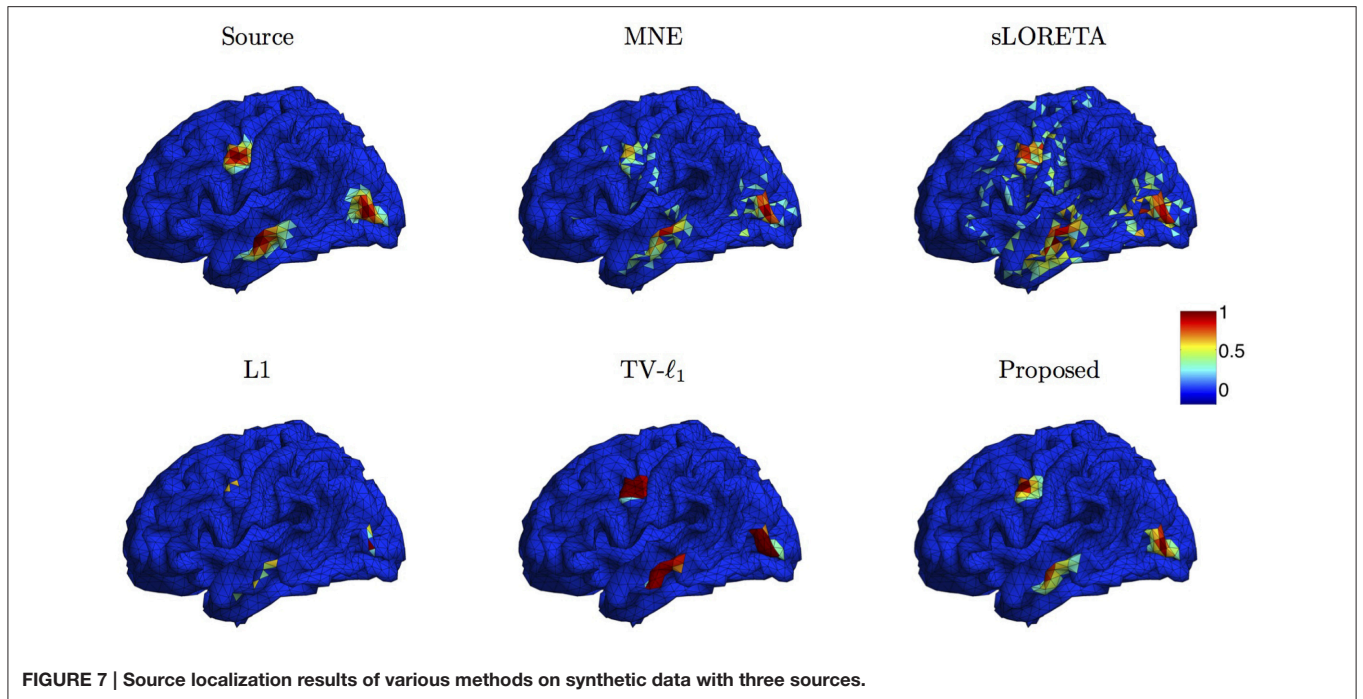 Source MNE sLORETA
1
0.5
0
L1 TV-ℓ₁ Proposed
FIGURE 7 | Source localization results of various methods on synthetic data with three sources.